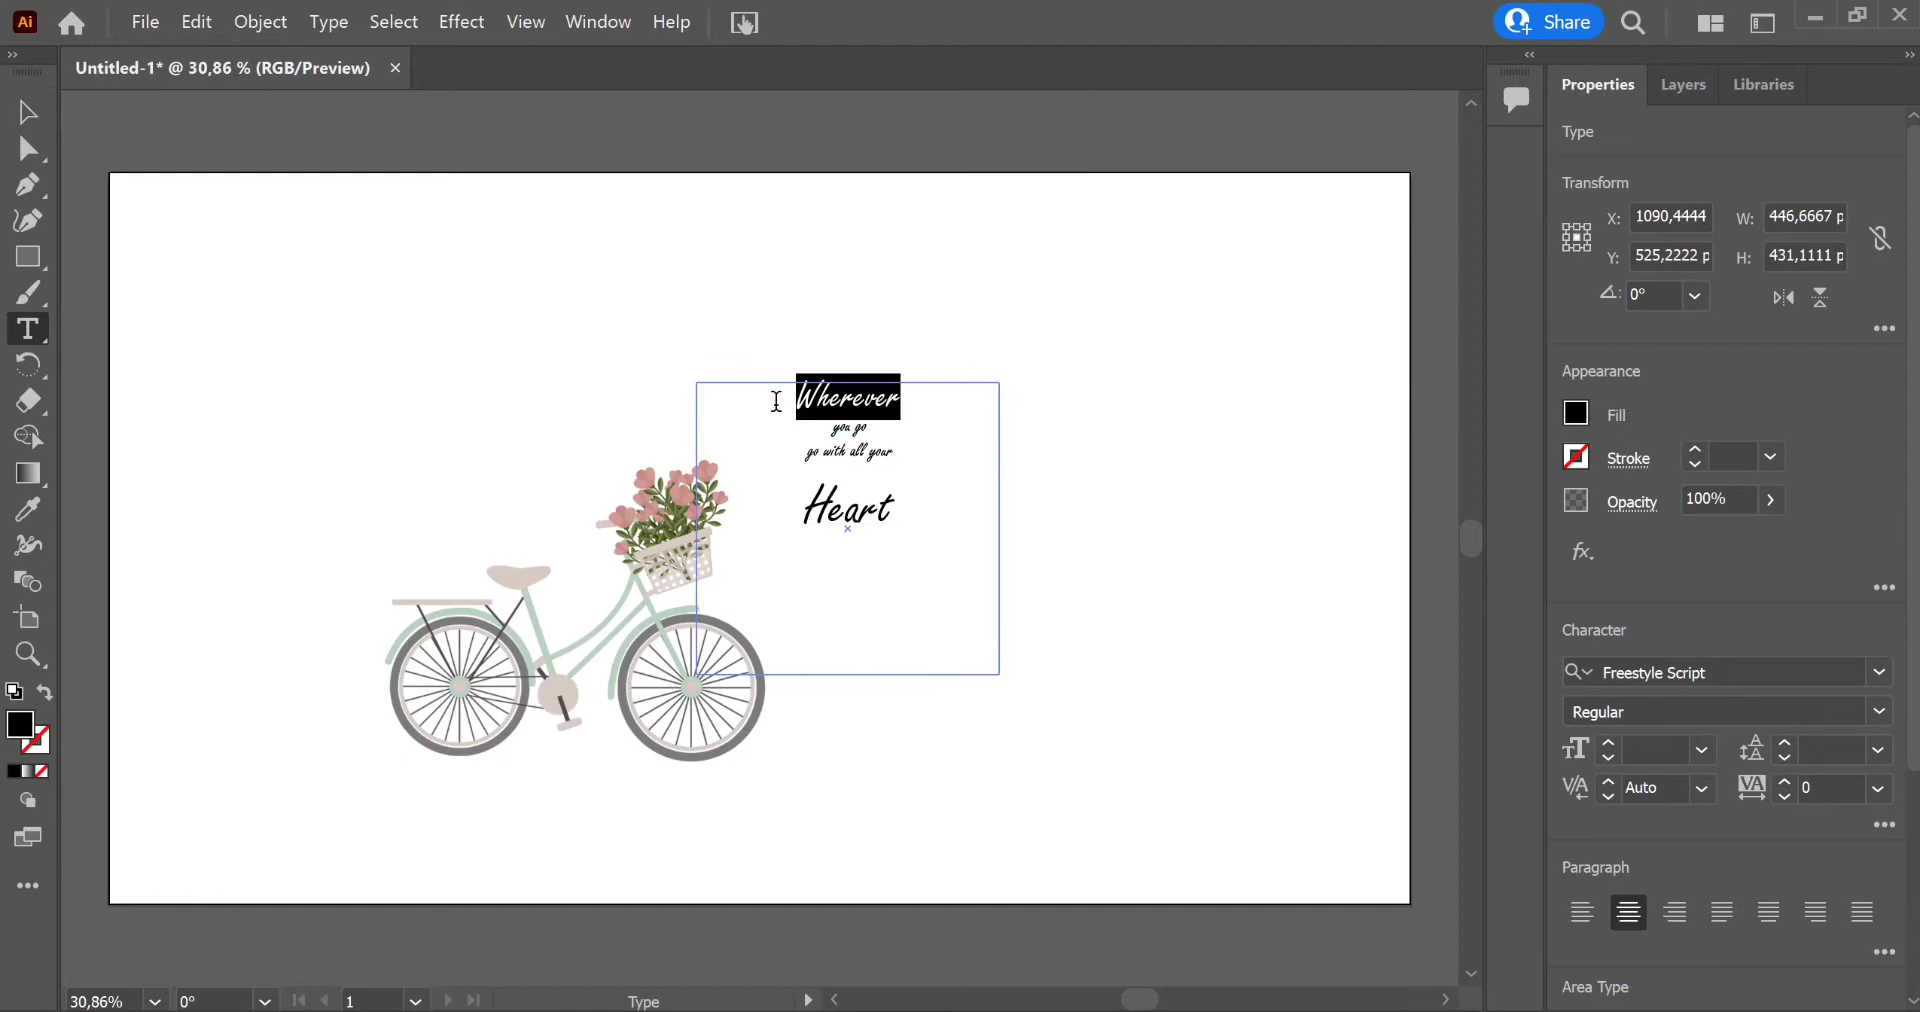 Ai File Edit Object Type Select Effect View Window Help Share
Untitled-1* @ 30,86 % (RGB/Preview) ×
Properties Layers Libraries
Type
Transform
X: 1090,4444 W: 446,6667 p
Y: 525,2222 p H: 431,1111 p
0°
Appearance
Fill
Stroke
Opacity 100%
fx.
Character
Freestyle Script
Regular
Auto 0
Paragraph
Area Type
Wherever
you go
go with all your
Heart
30,86% 0° 1 Type